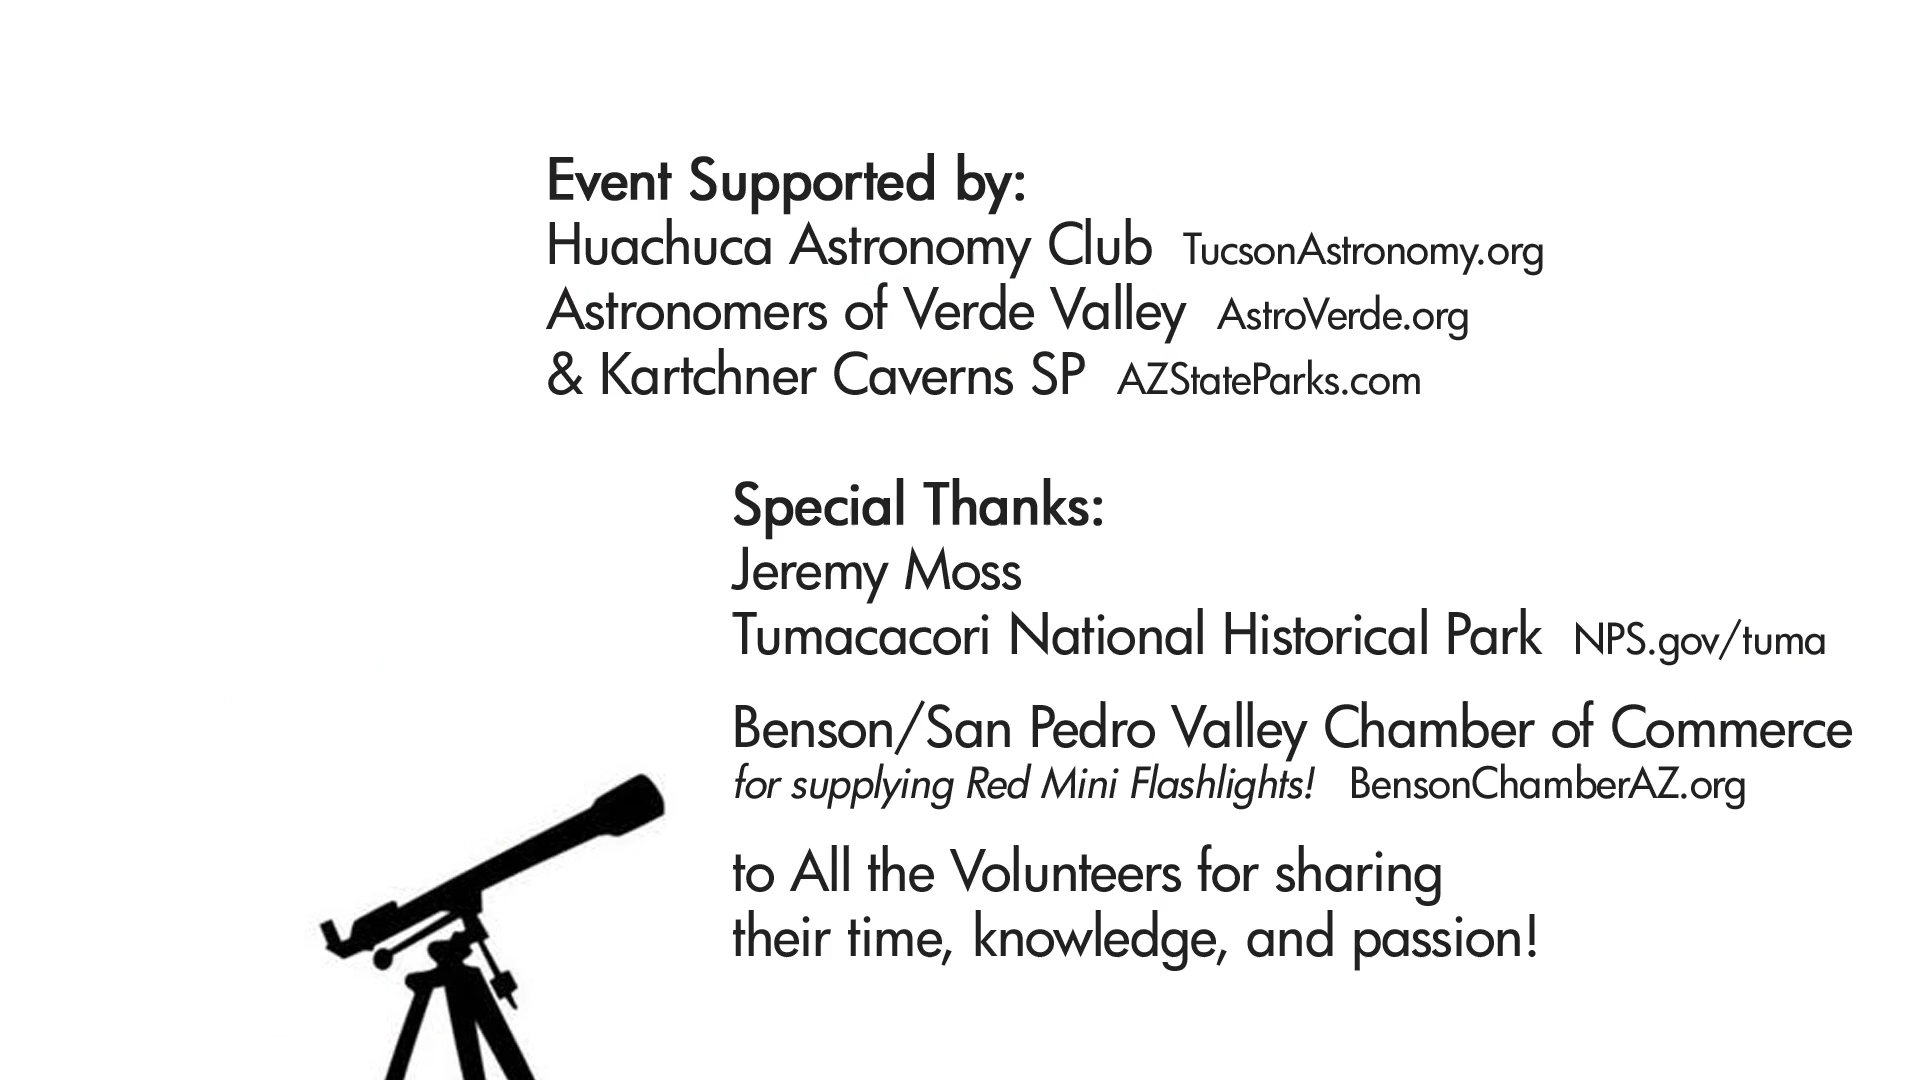 Event Supported by:
Huachuca Astronomy Club TucsonAstronomy.org
Astronomers of Verde Valley AstroVerde.org
& Kartchner Caverns SP AZStateParks.com
Special Thanks:
Jeremy Moss
Tumacacori National Historical Park NPS.gov/tuma
Benson/San Pedro Valley Chamber of Commerce
for supplying Red Mini Flashlights! BensonChamberAZ.org
to All the Volunteers for sharing
their time, knowledge, and passion!